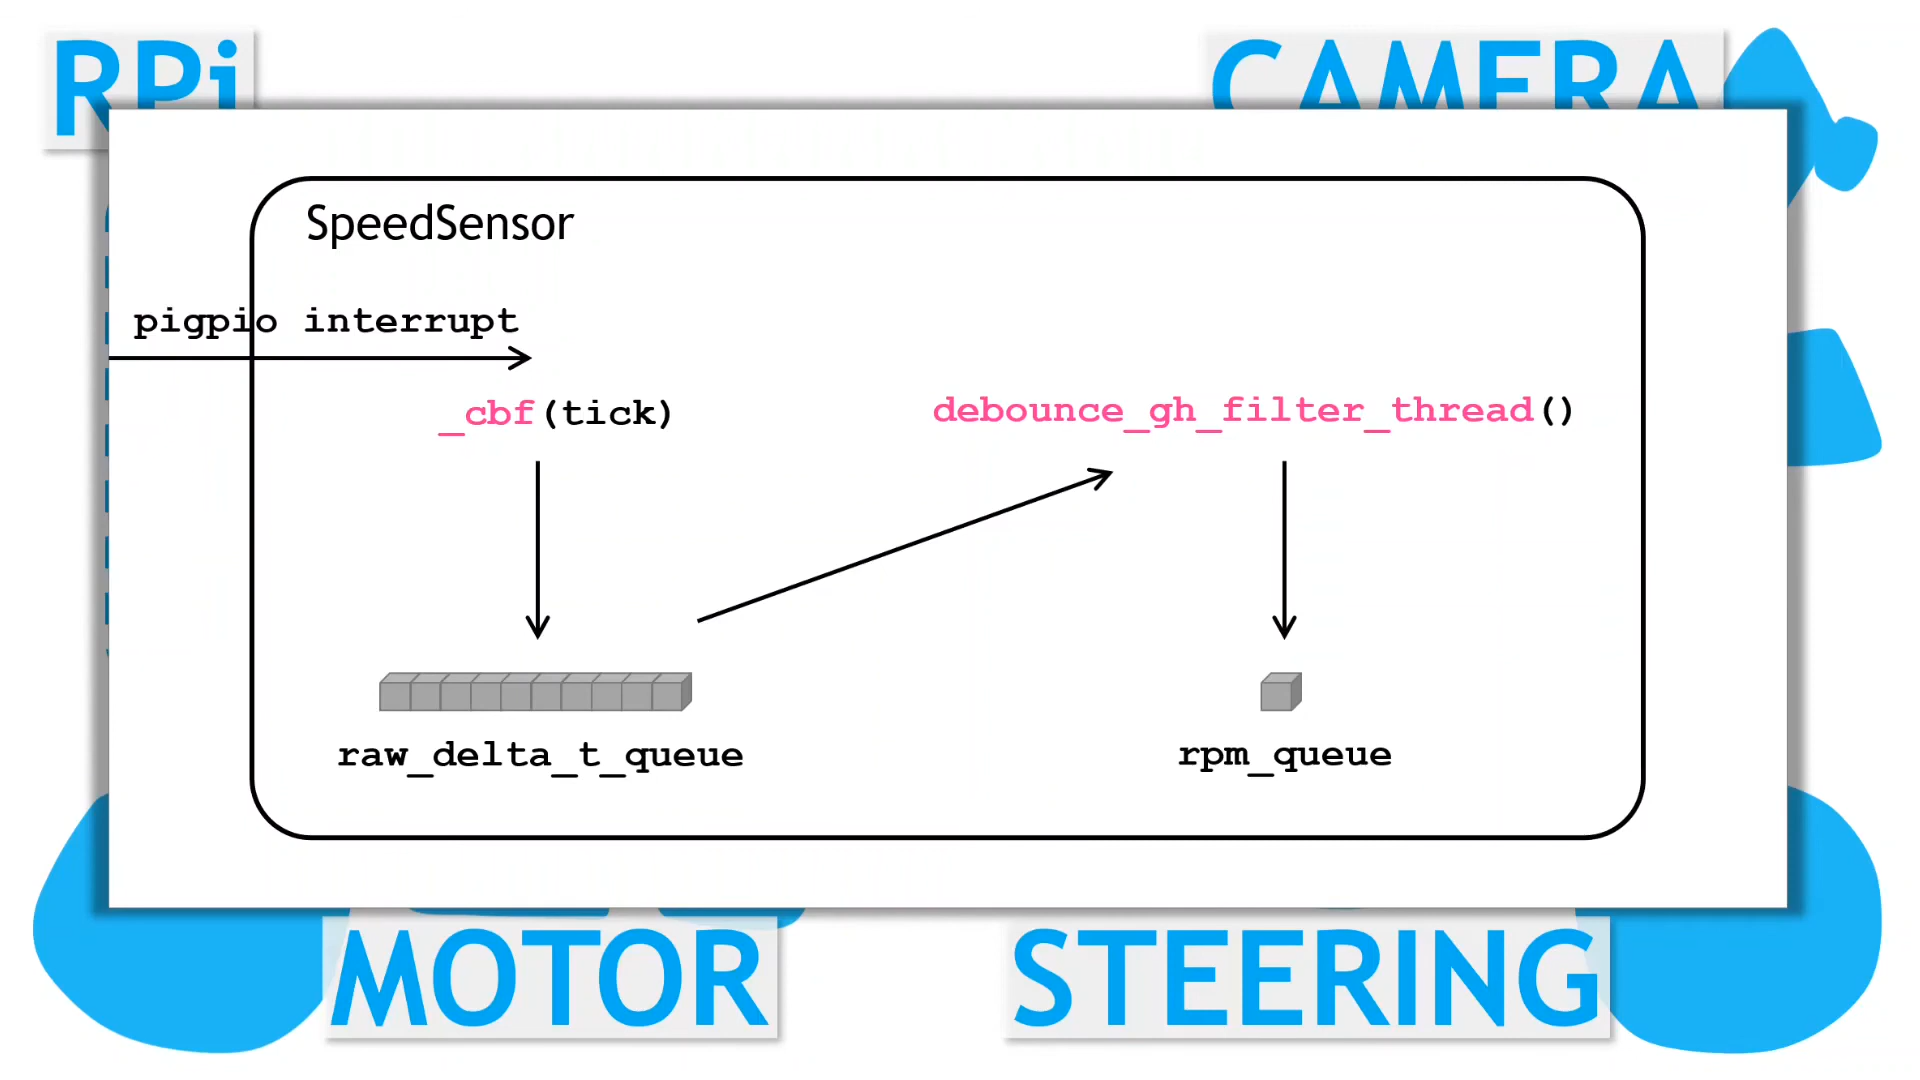 RPi
CAMERA
SpeedSensor
pigpio interrupt
_cbf(tick)
debounce_gh_filter_thread()
raw_delta_t_queue
rpm_queue
MOTOR
STEERING